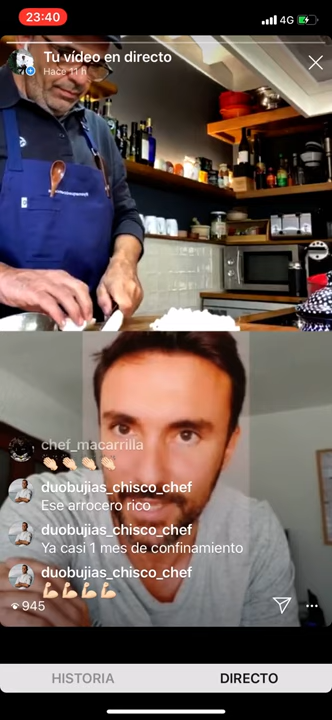 23:40
4G
Tu vídeo en directo
Hace 11 h
chef_macarrilla
👏🏻👏🏻👏🏻👏🏻
duobujias_chisco_chef
Ese arrocero rico
duobujias_chisco_chef
Ya casi 1 mes de confinamiento
duobujias_chisco_chef
💪🏻💪🏻💪🏻💪🏻
945
HISTORIA
DIRECTO